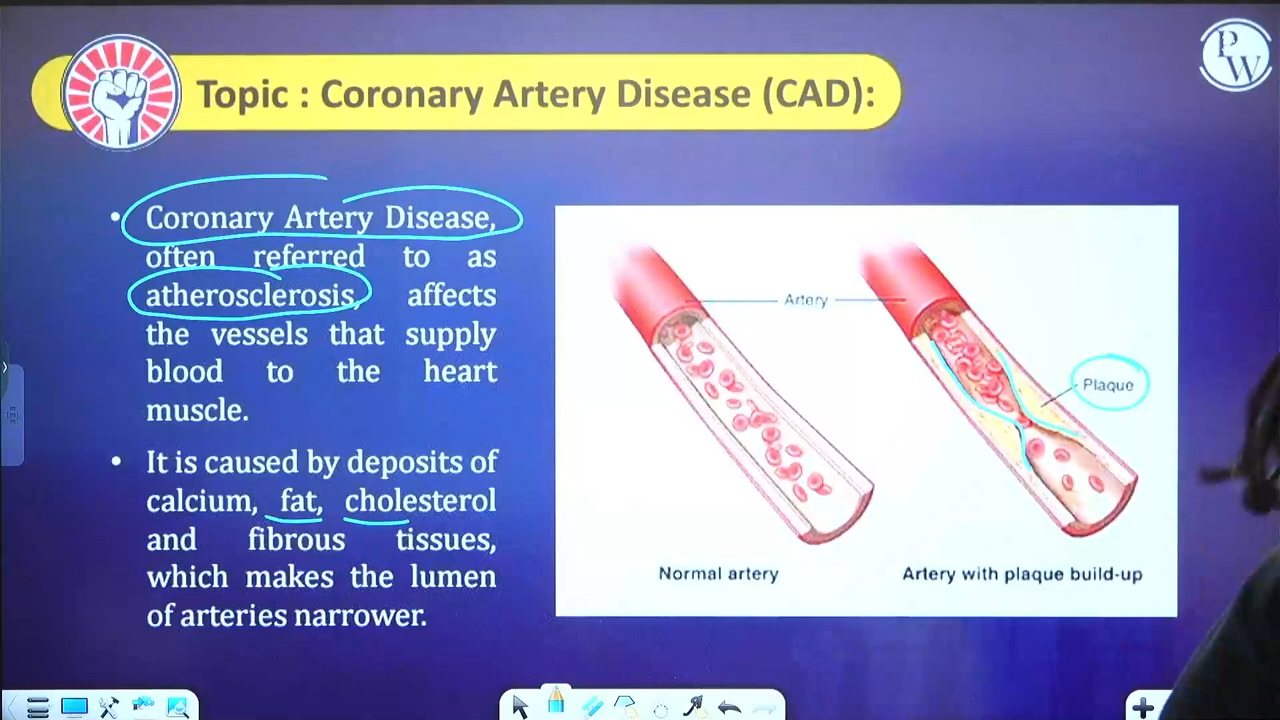 PW
Topic : Coronary Artery Disease (CAD):
• Coronary Artery Disease,
often referred to as
atherosclerosis, affects
the vessels that supply
blood to the heart
muscle.
• It is caused by deposits of
calcium, fat, cholesterol
and fibrous tissues,
which makes the lumen
of arteries narrower.
Artery
Plaque
Normal artery
Artery with plaque build-up